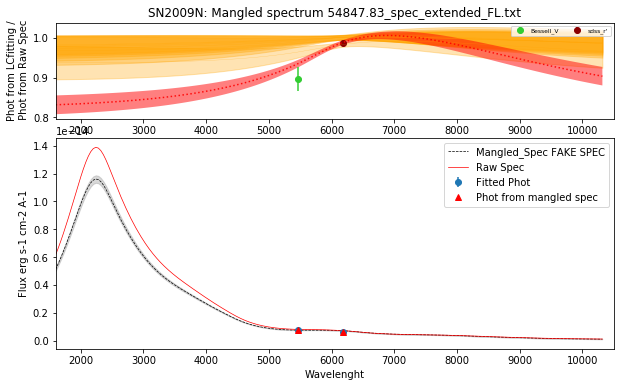 SN2009N: Mangled spectrum 54847.83_spec_extended_FL.txt
Phot from LCfitting /
Phot from Raw Spec
1.0
0.9
0.8
Bessell_V
sdss_r'
2000 3000 4000 5000 6000 7000 8000 9000 10000
1e−14
Flux erg s-1 cm-2 A-1
1.4
1.2
1.0
0.8
0.6
0.4
0.2
0.0
Mangled_Spec FAKE SPEC
Raw Spec
Fitted Phot
Phot from mangled spec
2000 3000 4000 5000 6000 7000 8000 9000 10000
Wavelenght